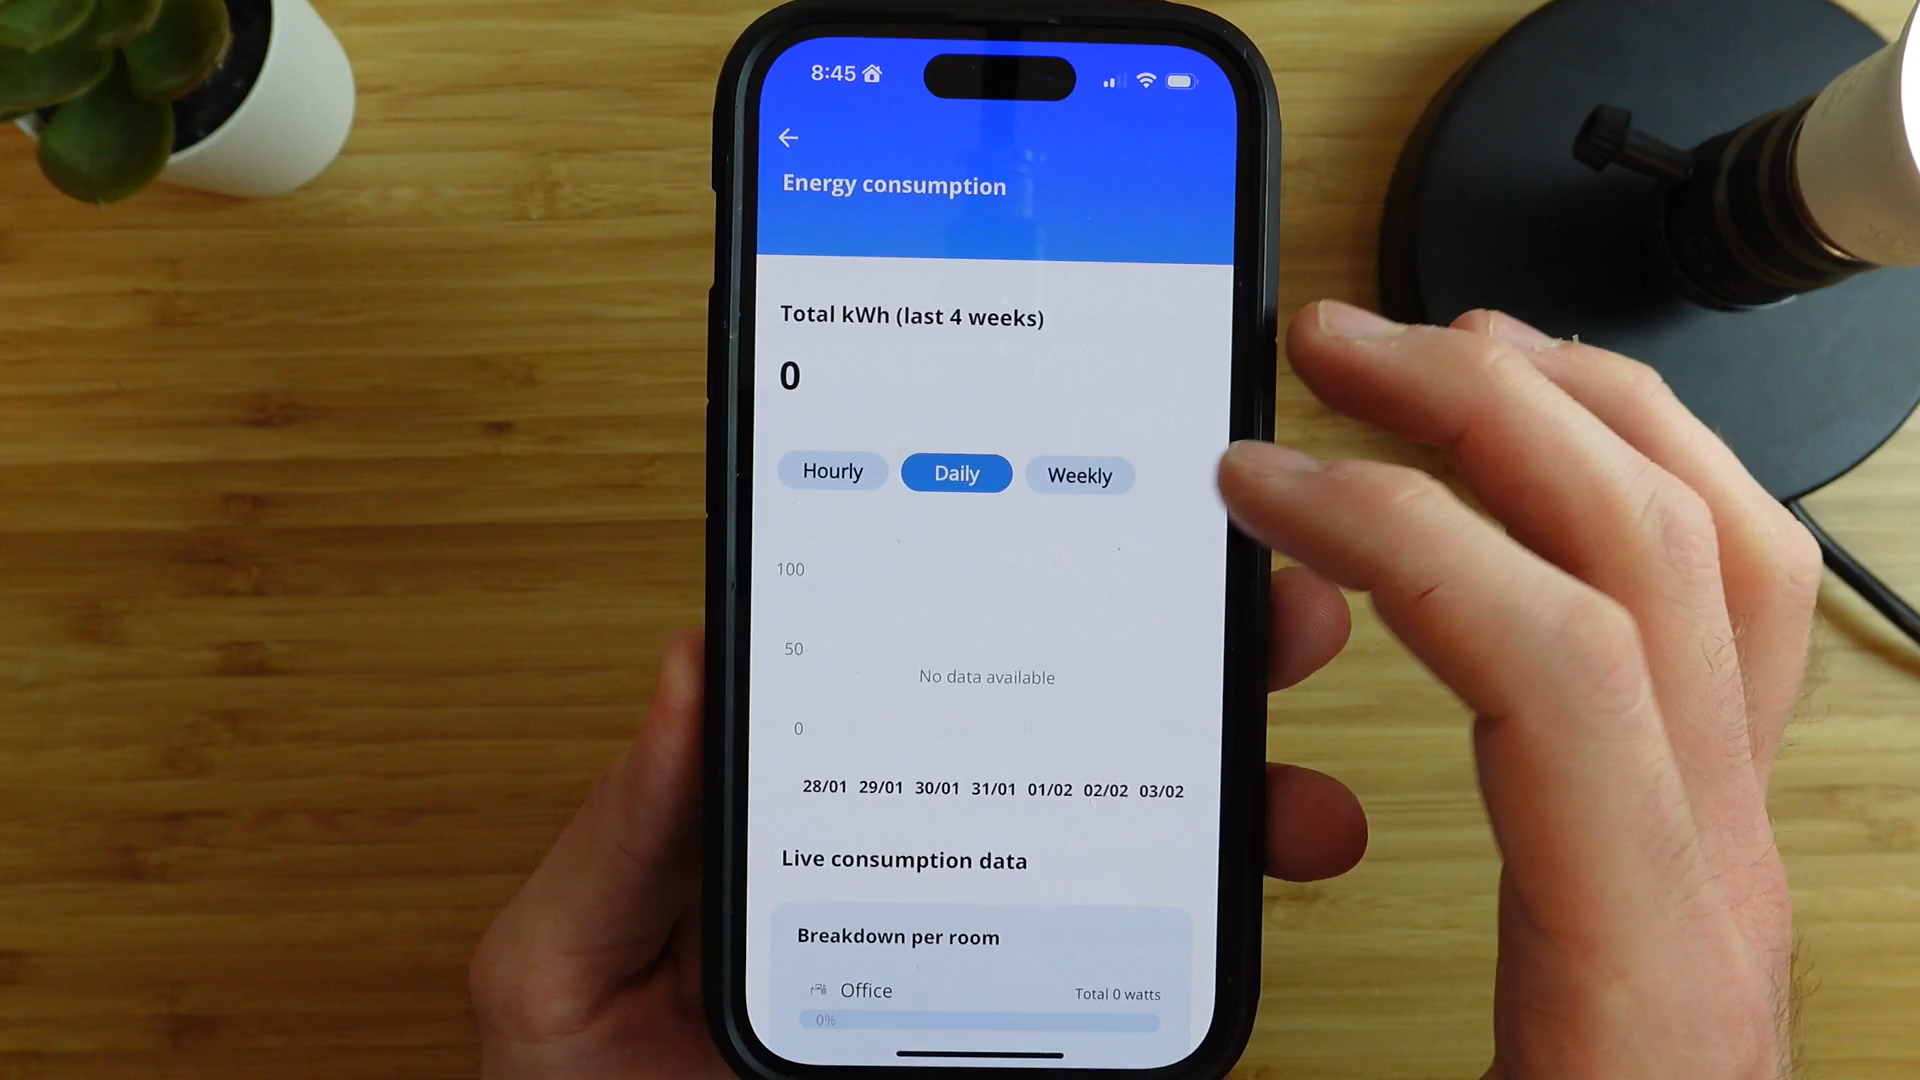 8:45
Energy consumption
Total kWh (last 4 weeks)
0
Hourly Daily Weekly
100
50
No data available
0
28/01 29/01 30/01 31/01 01/02 02/02 03/02
Live consumption data
Breakdown per room
Office Total 0 watts
0%